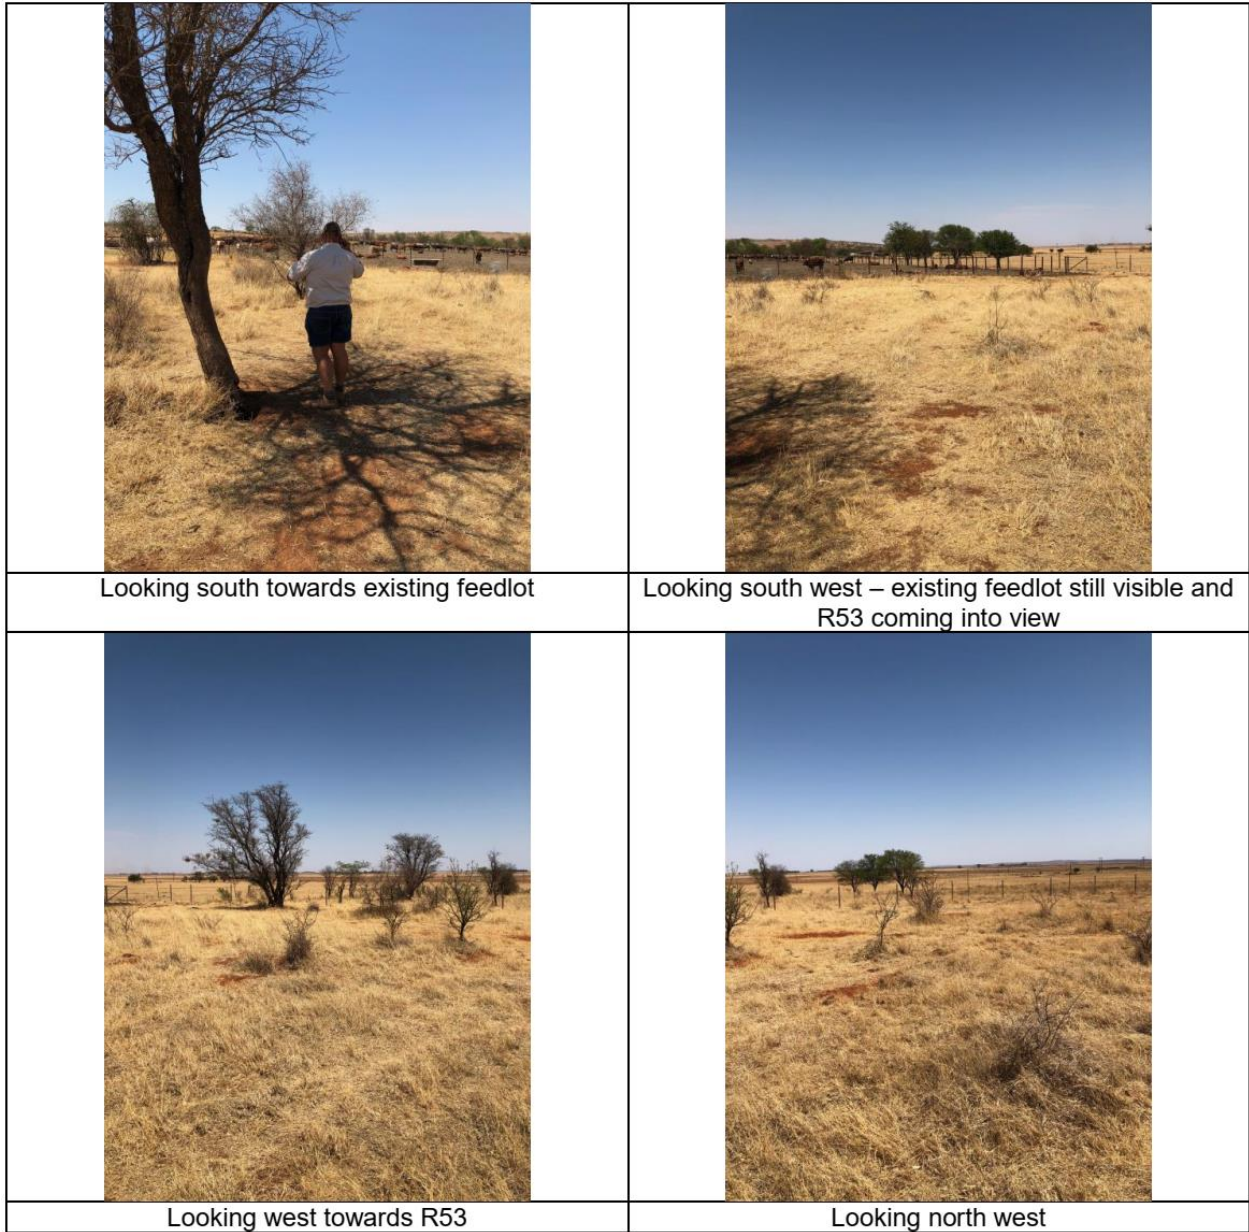 Looking south towards existing feedlot
Looking south west – existing feedlot still visible and
R53 coming into view
Looking west towards R53
Looking north west